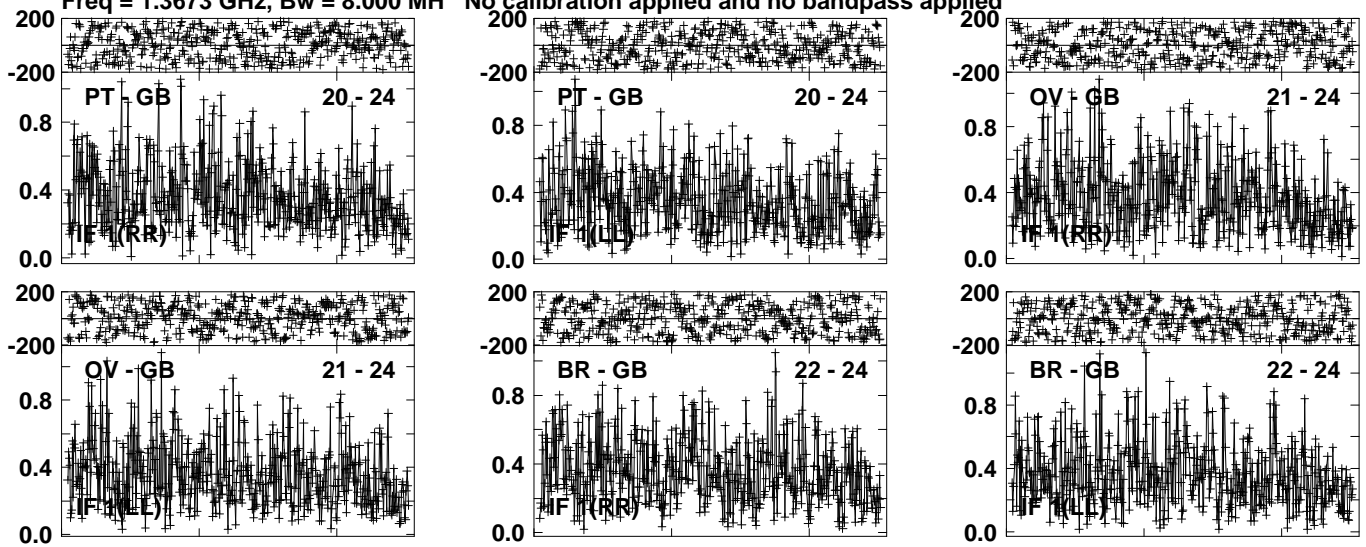 Freq = 1.3673 GHz, Bw = 8.000 MH No calibration applied and no bandpass applied
200 200 200
-200 -200 -200
PT - GB 20 - 24 PT - GB 20 - 24 OV - GB 21 - 24
0.8 0.8 0.8
0.4 0.4 0.4
IF 1(RR) IF 1(LL) IF 1(RR)
0.0 0.0 0.0
200 200 200
-200 -200 -200
OV - GB 21 - 24 BR - GB 22 - 24 BR - GB 22 - 24
0.8 0.8 0.8
0.4 0.4 0.4
IF 1(LL) IF 1(RR) IF 1(LL)
0.0 0.0 0.0